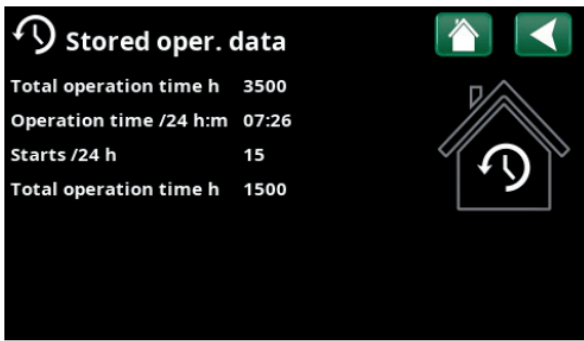 Stored oper. data
Total operation time h 3500
Operation time /24 h:m 07:26
Starts /24 h 15
Total operation time h 1500